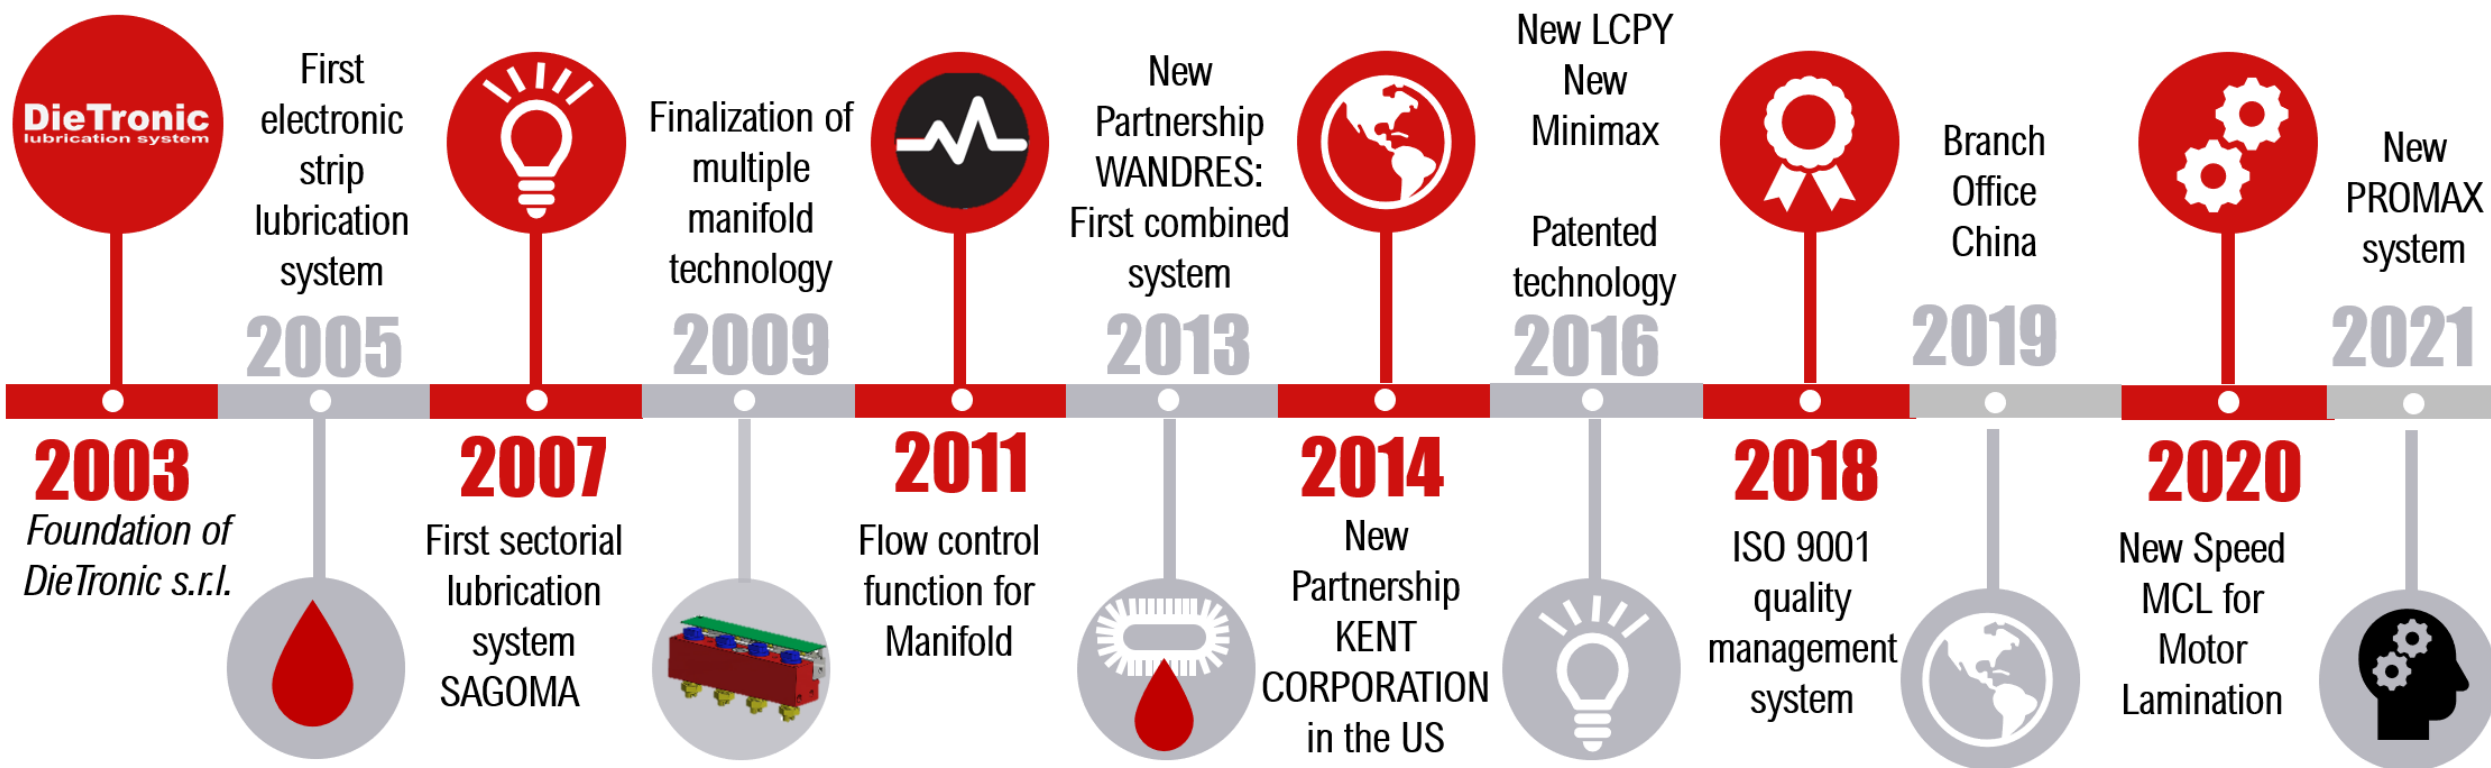 DieTronic
lubrication system
2003
Foundation of
DieTronic s.r.l.
First
electronic
strip
lubrication
system
2005
2007
First sectorial
lubrication
system
SAGOMA
Finalization of
multiple
manifold
technology
2009
2011
Flow control
function for
Manifold
New
Partnership
WANDRES:
First combined
system
2013
2014
New
Partnership
KENT
CORPORATION
in the US
New LCPY
New
Minimax
Patented
technology
2016
2018
ISO 9001
quality
management
system
Branch
Office
China
2019
2020
New Speed
MCL for
Motor
Lamination
New
PROMAX
system
2021